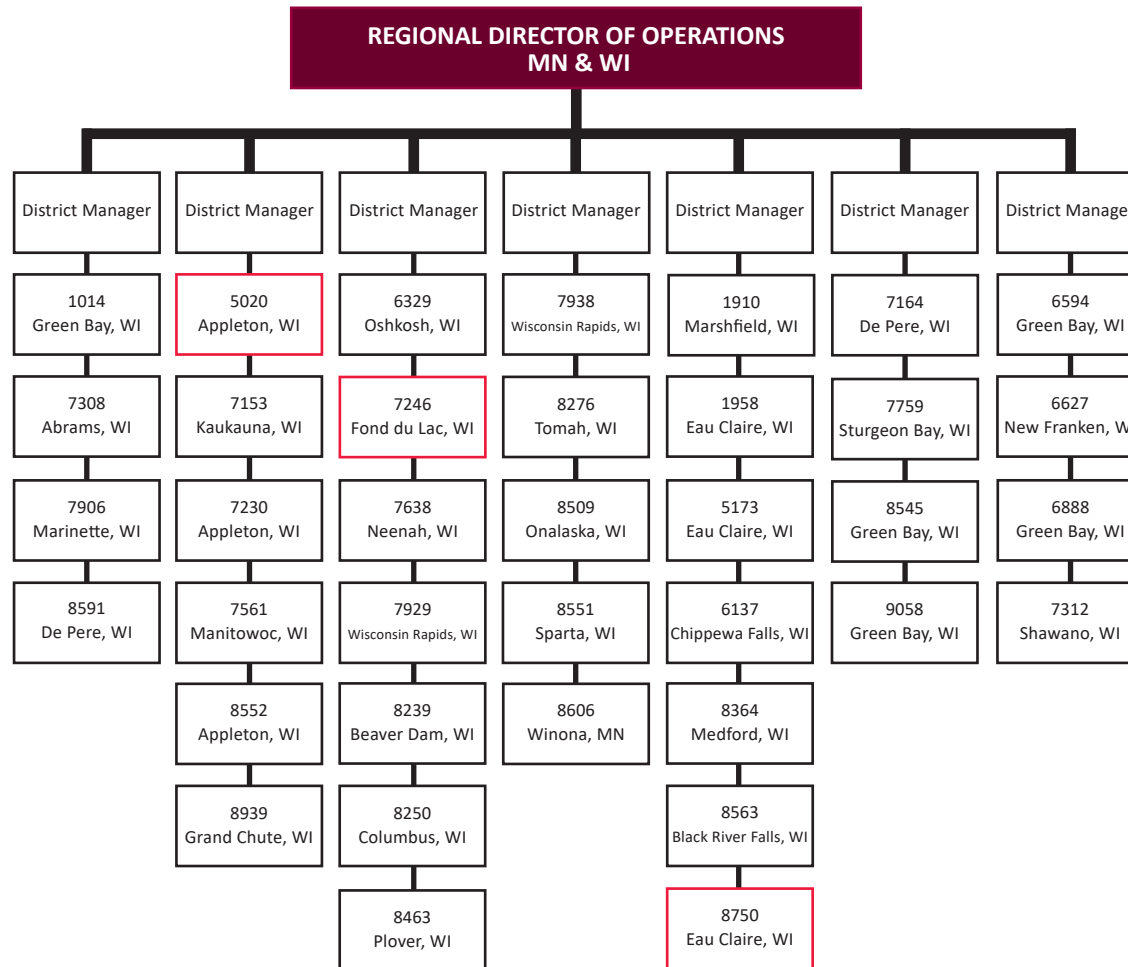 REGIONAL DIRECTOR OF OPERATIONS
MN & WI
District Manager
District Manager
District Manager
District Manager
District Manager
District Manager
District Manage
1014
Green Bay, WI
7308
Abrams, WI
7906
Marinette, WI
8591
De Pere, WI
5020
Appleton, WI
7153
Kaukauna, WI
7230
Appleton, WI
7561
Manitowoc, WI
8552
Appleton, WI
8939
Grand Chute, WI
6329
Oshkosh, WI
7246
Fond du Lac, WI
7638
Neenah, WI
7929
Wisconsin Rapids, WI
8239
Beaver Dam, WI
8250
Columbus, WI
8463
Plover, WI
7938
Wisconsin Rapids, WI
8276
Tomah, WI
8509
Onalaska, WI
8551
Sparta, WI
8606
Winona, MN
1910
Marshfield, WI
1958
Eau Claire, WI
5173
Eau Claire, WI
6137
Chippewa Falls, WI
8364
Medford, WI
8563
Black River Falls, WI
8750
Eau Claire, WI
7164
De Pere, WI
7759
Sturgeon Bay, WI
8545
Green Bay, WI
9058
Green Bay, WI
6594
Green Bay, WI
6627
New Franken, W
6888
Green Bay, WI
7312
Shawano, WI